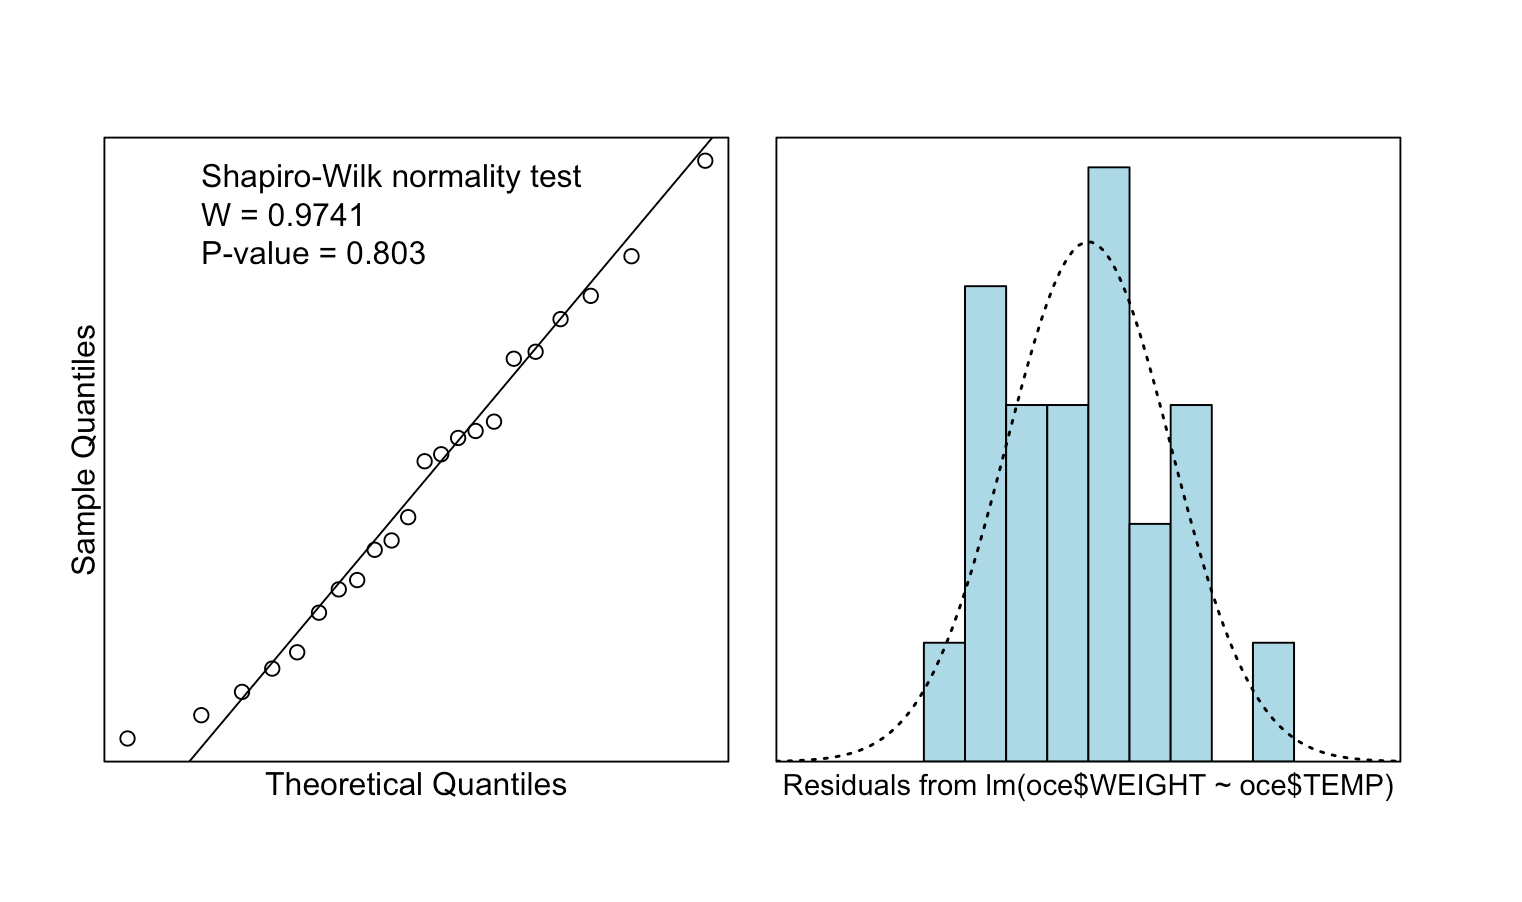 Shapiro-Wilk normality test
W = 0.9741
P-value = 0.803
Sample Quantiles
Theoretical Quantiles
Residuals from lm(oce$WEIGHT ~ oce$TEMP)